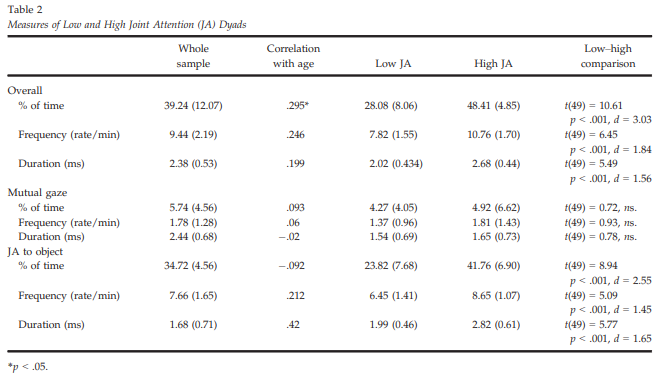 Table 2
Measures of Low and High Joint Attention (JA) Dyads
Whole sample Correlation with age Low JA High JA Low–high comparison
Overall
% of time 39.24 (12.07) .295* 28.08 (8.06) 48.41 (4.85) t(49) = 10.61
p < .001, d = 3.03
Frequency (rate/min) 9.44 (2.19) .246 7.82 (1.55) 10.76 (1.70) t(49) = 6.45
p < .001, d = 1.84
Duration (ms) 2.38 (0.53) .199 2.02 (0.434) 2.68 (0.44) t(49) = 5.49
p < .001, d = 1.56
Mutual gaze
% of time 5.74 (4.56) .093 4.27 (4.05) 4.92 (6.62) t(49) = 0.72, ns.
Frequency (rate/min) 1.78 (1.28) .06 1.37 (0.96) 1.81 (1.43) t(49) = 0.93, ns.
Duration (ms) 2.44 (0.68) −.02 1.54 (0.69) 1.65 (0.73) t(49) = 0.78, ns.
JA to object
% of time 34.72 (4.56) −.092 23.82 (7.68) 41.76 (6.90) t(49) = 8.94
p < .001, d = 2.55
Frequency (rate/min) 7.66 (1.65) .212 6.45 (1.41) 8.65 (1.07) t(49) = 5.09
p < .001, d = 1.45
Duration (ms) 1.68 (0.71) .42 1.99 (0.46) 2.82 (0.61) t(49) = 5.77
p < .001, d = 1.65
*p < .05.